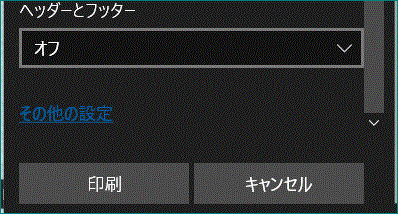 ヘッダーとフッター
オフ
その他の設定
印刷
キャンセル